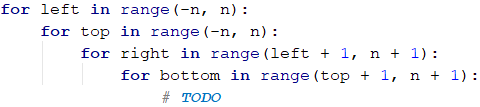 for left in range(-n, n):
    for top in range(-n, n):
        for right in range(left + 1, n + 1):
            for bottom in range(top + 1, n + 1):
                # TODO